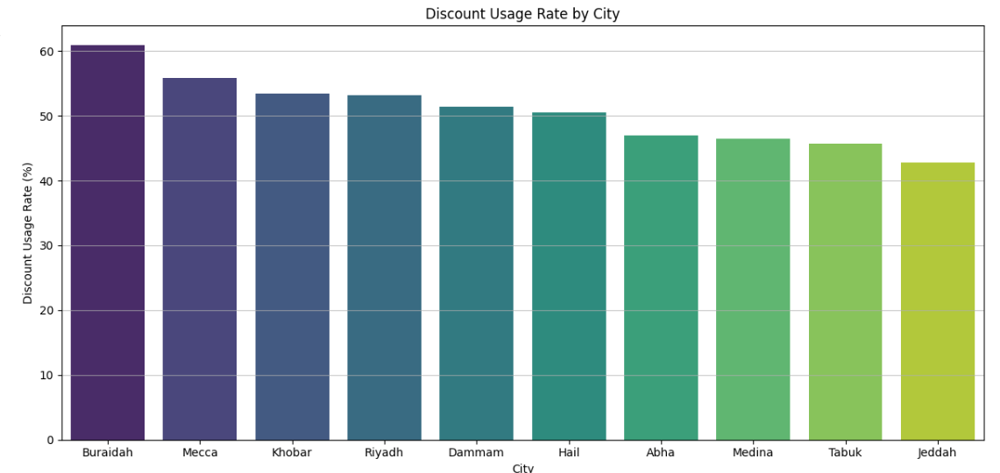 Discount Usage Rate by City
Discount Usage Rate (%)
60
50
40
30
20
10
0
Buraidah Mecca Khobar Riyadh Dammam Hail Abha Medina Tabuk Jeddah
City